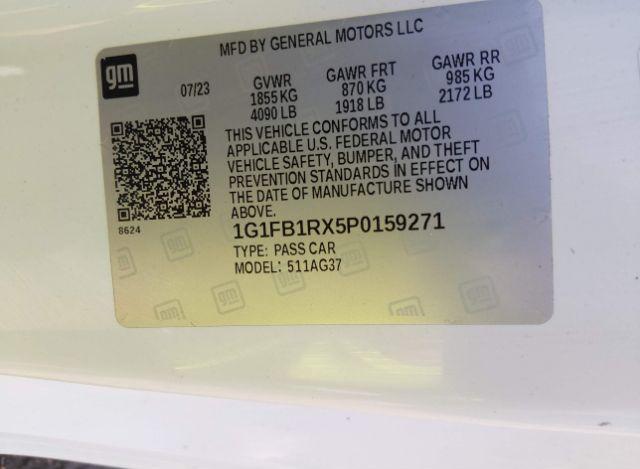 MFD BY GENERAL MOTORS LLC
gm
07/23
GVWR
1855 KG
4090 LB
GAWR FRT
870 KG
1918 LB
GAWR RR
985 KG
2172 LB
THIS VEHICLE CONFORMS TO ALL
APPLICABLE U.S. FEDERAL MOTOR
VEHICLE SAFETY, BUMPER, AND THEFT
PREVENTION STANDARDS IN EFFECT ON
THE DATE OF MANUFACTURE SHOWN
ABOVE.
8624
1G1FB1RX5P0159271
TYPE: PASS CAR
MODEL: 511AG37